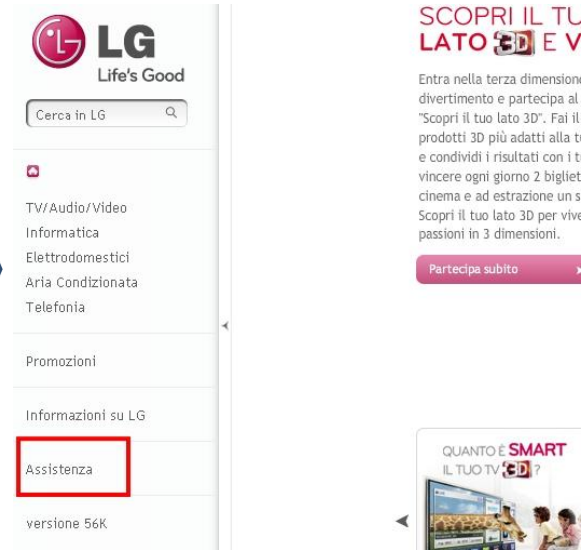 LG
Life's Good
Cerca in LG
TV/Audio/Video
Informatica
Elettrodomestici
Aria Condizionata
Telefonia
Promozioni
Informazioni su LG
Assistenza
versione 56K
SCOPRI IL TU
LATO 3D E V
Entra nella terza dimensione
divertimento e partecipa al
"Scopri il tuo lato 3D". Fai il
prodotti 3D più adatti alla tu
e condividi i risultati con i t
vincere ogni giorno 2 bigliet
cinema e ad estrazione un s
Scopri il tuo lato 3D per vive
passioni in 3 dimensioni.
Partecipa subito
QUANTO È SMART
IL TUO TV 3D ?